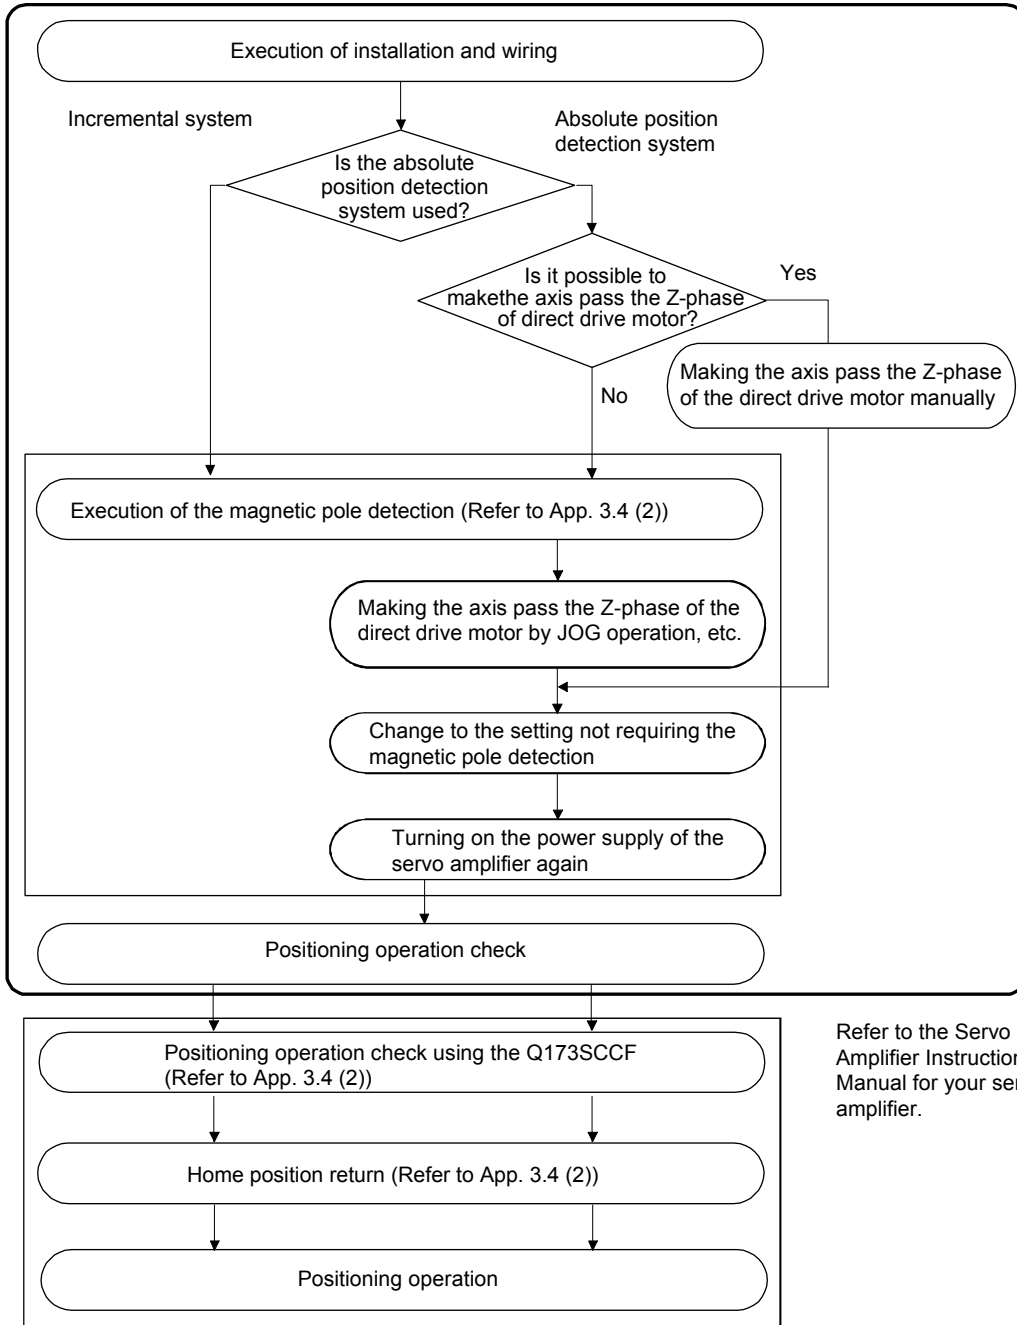 Execution of installation and wiring
Incremental system
Absolute position
detection system
Is the absolute
position detection
system used?
Is it possible to
makethe axis pass the Z-phase
of direct drive motor?
Yes
No
Making the axis pass the Z-phase
of the direct drive motor manually
Execution of the magnetic pole detection (Refer to App. 3.4 (2))
Making the axis pass the Z-phase of the
direct drive motor by JOG operation, etc.
Change to the setting not requiring the
magnetic pole detection
Turning on the power supply of the
servo amplifier again
Positioning operation check
Positioning operation check using the Q173SCCF
(Refer to App. 3.4 (2))
Refer to the Servo
Amplifier Instruction
Manual for your
amplifier.
Home position return (Refer to App. 3.4 (2))
Positioning operation